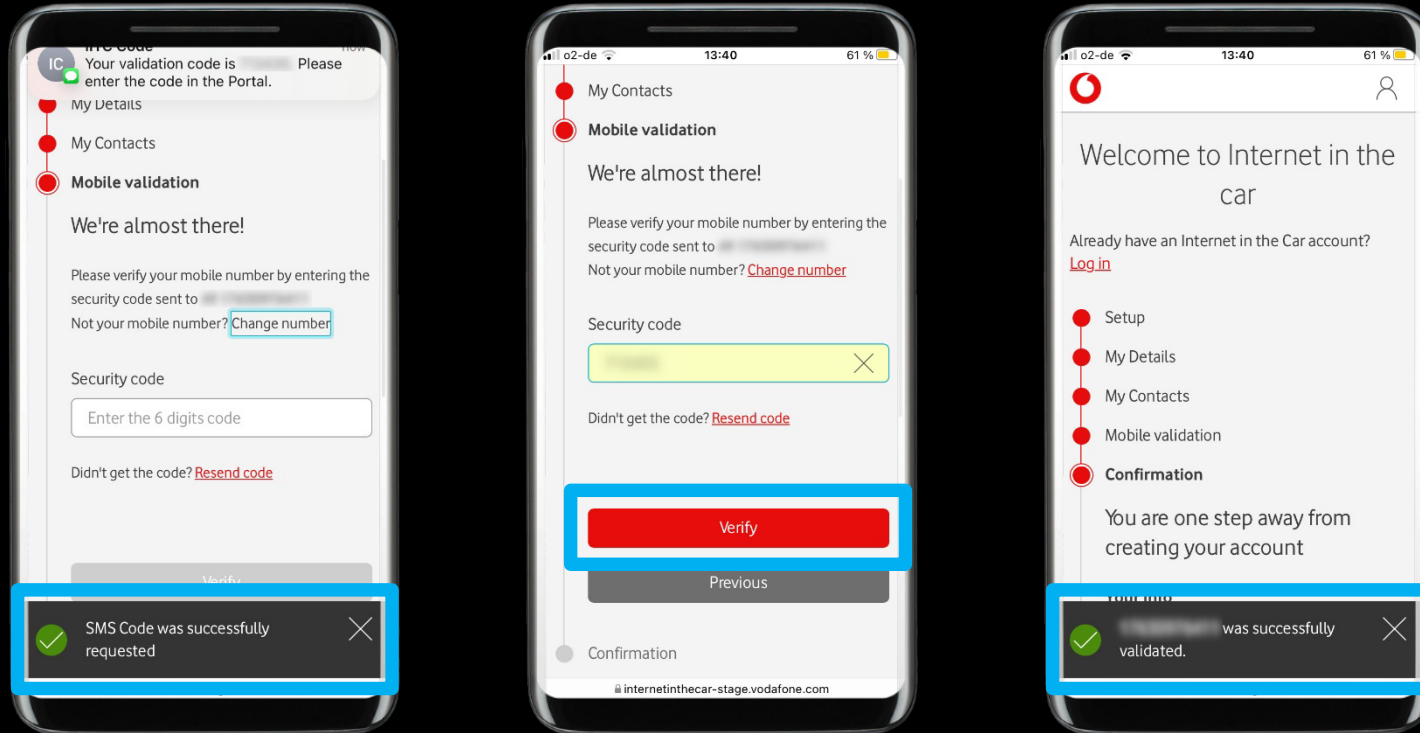 IC
now
Your validation code is Please
enter the code in the Portal.
My Details
My Contacts
Mobile validation
We're almost there!
Please verify your mobile number by entering the
security code sent to
Not your mobile number? Change number
Security code
Enter the 6 digits code
Didn't get the code? Resend code
Verify
SMS Code was successfully
requested
o2-de 13:40 61 %
My Contacts
Mobile validation
We're almost there!
Please verify your mobile number by entering the
security code sent to
Not your mobile number? Change number
Security code
Didn't get the code? Resend code
Verify
Previous
Confirmation
internetinthecar-stage.vodafone.com
o2-de 13:40 61 %
Welcome to Internet in the
car
Already have an Internet in the Car account?
Log in
Setup
My Details
My Contacts
Mobile validation
Confirmation
You are one step away from
creating your account
Your info
was successfully
validated.